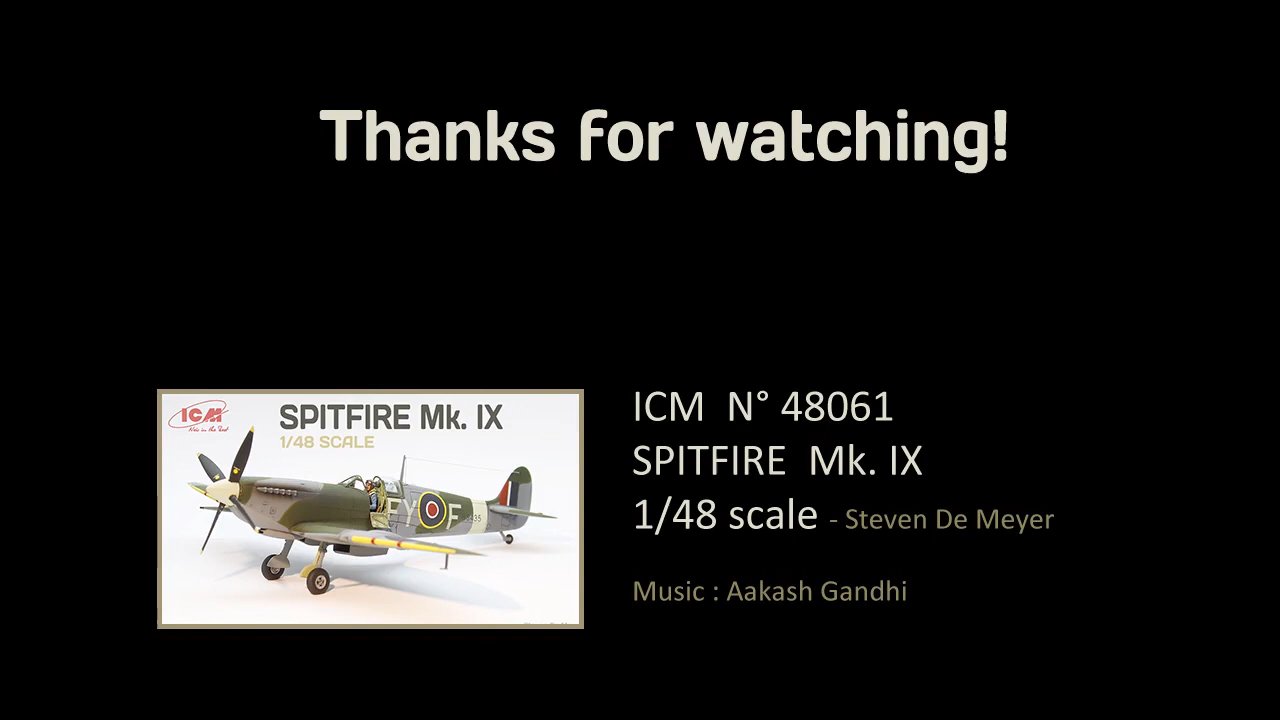 Thanks for watching!
ICM
SPITFIRE Mk. IX
1/48 SCALE
ICM N° 48061
SPITFIRE Mk. IX
1/48 scale - Steven De Meyer
Music : Aakash Gandhi